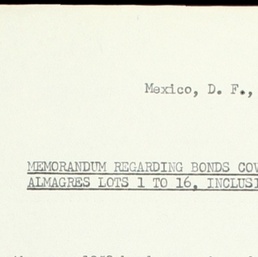 Mexico, D. F.,
MEMORANDUM REGARDING BONDS COV
ALMAGRES LOTS 1 TO 16, INCLUSI